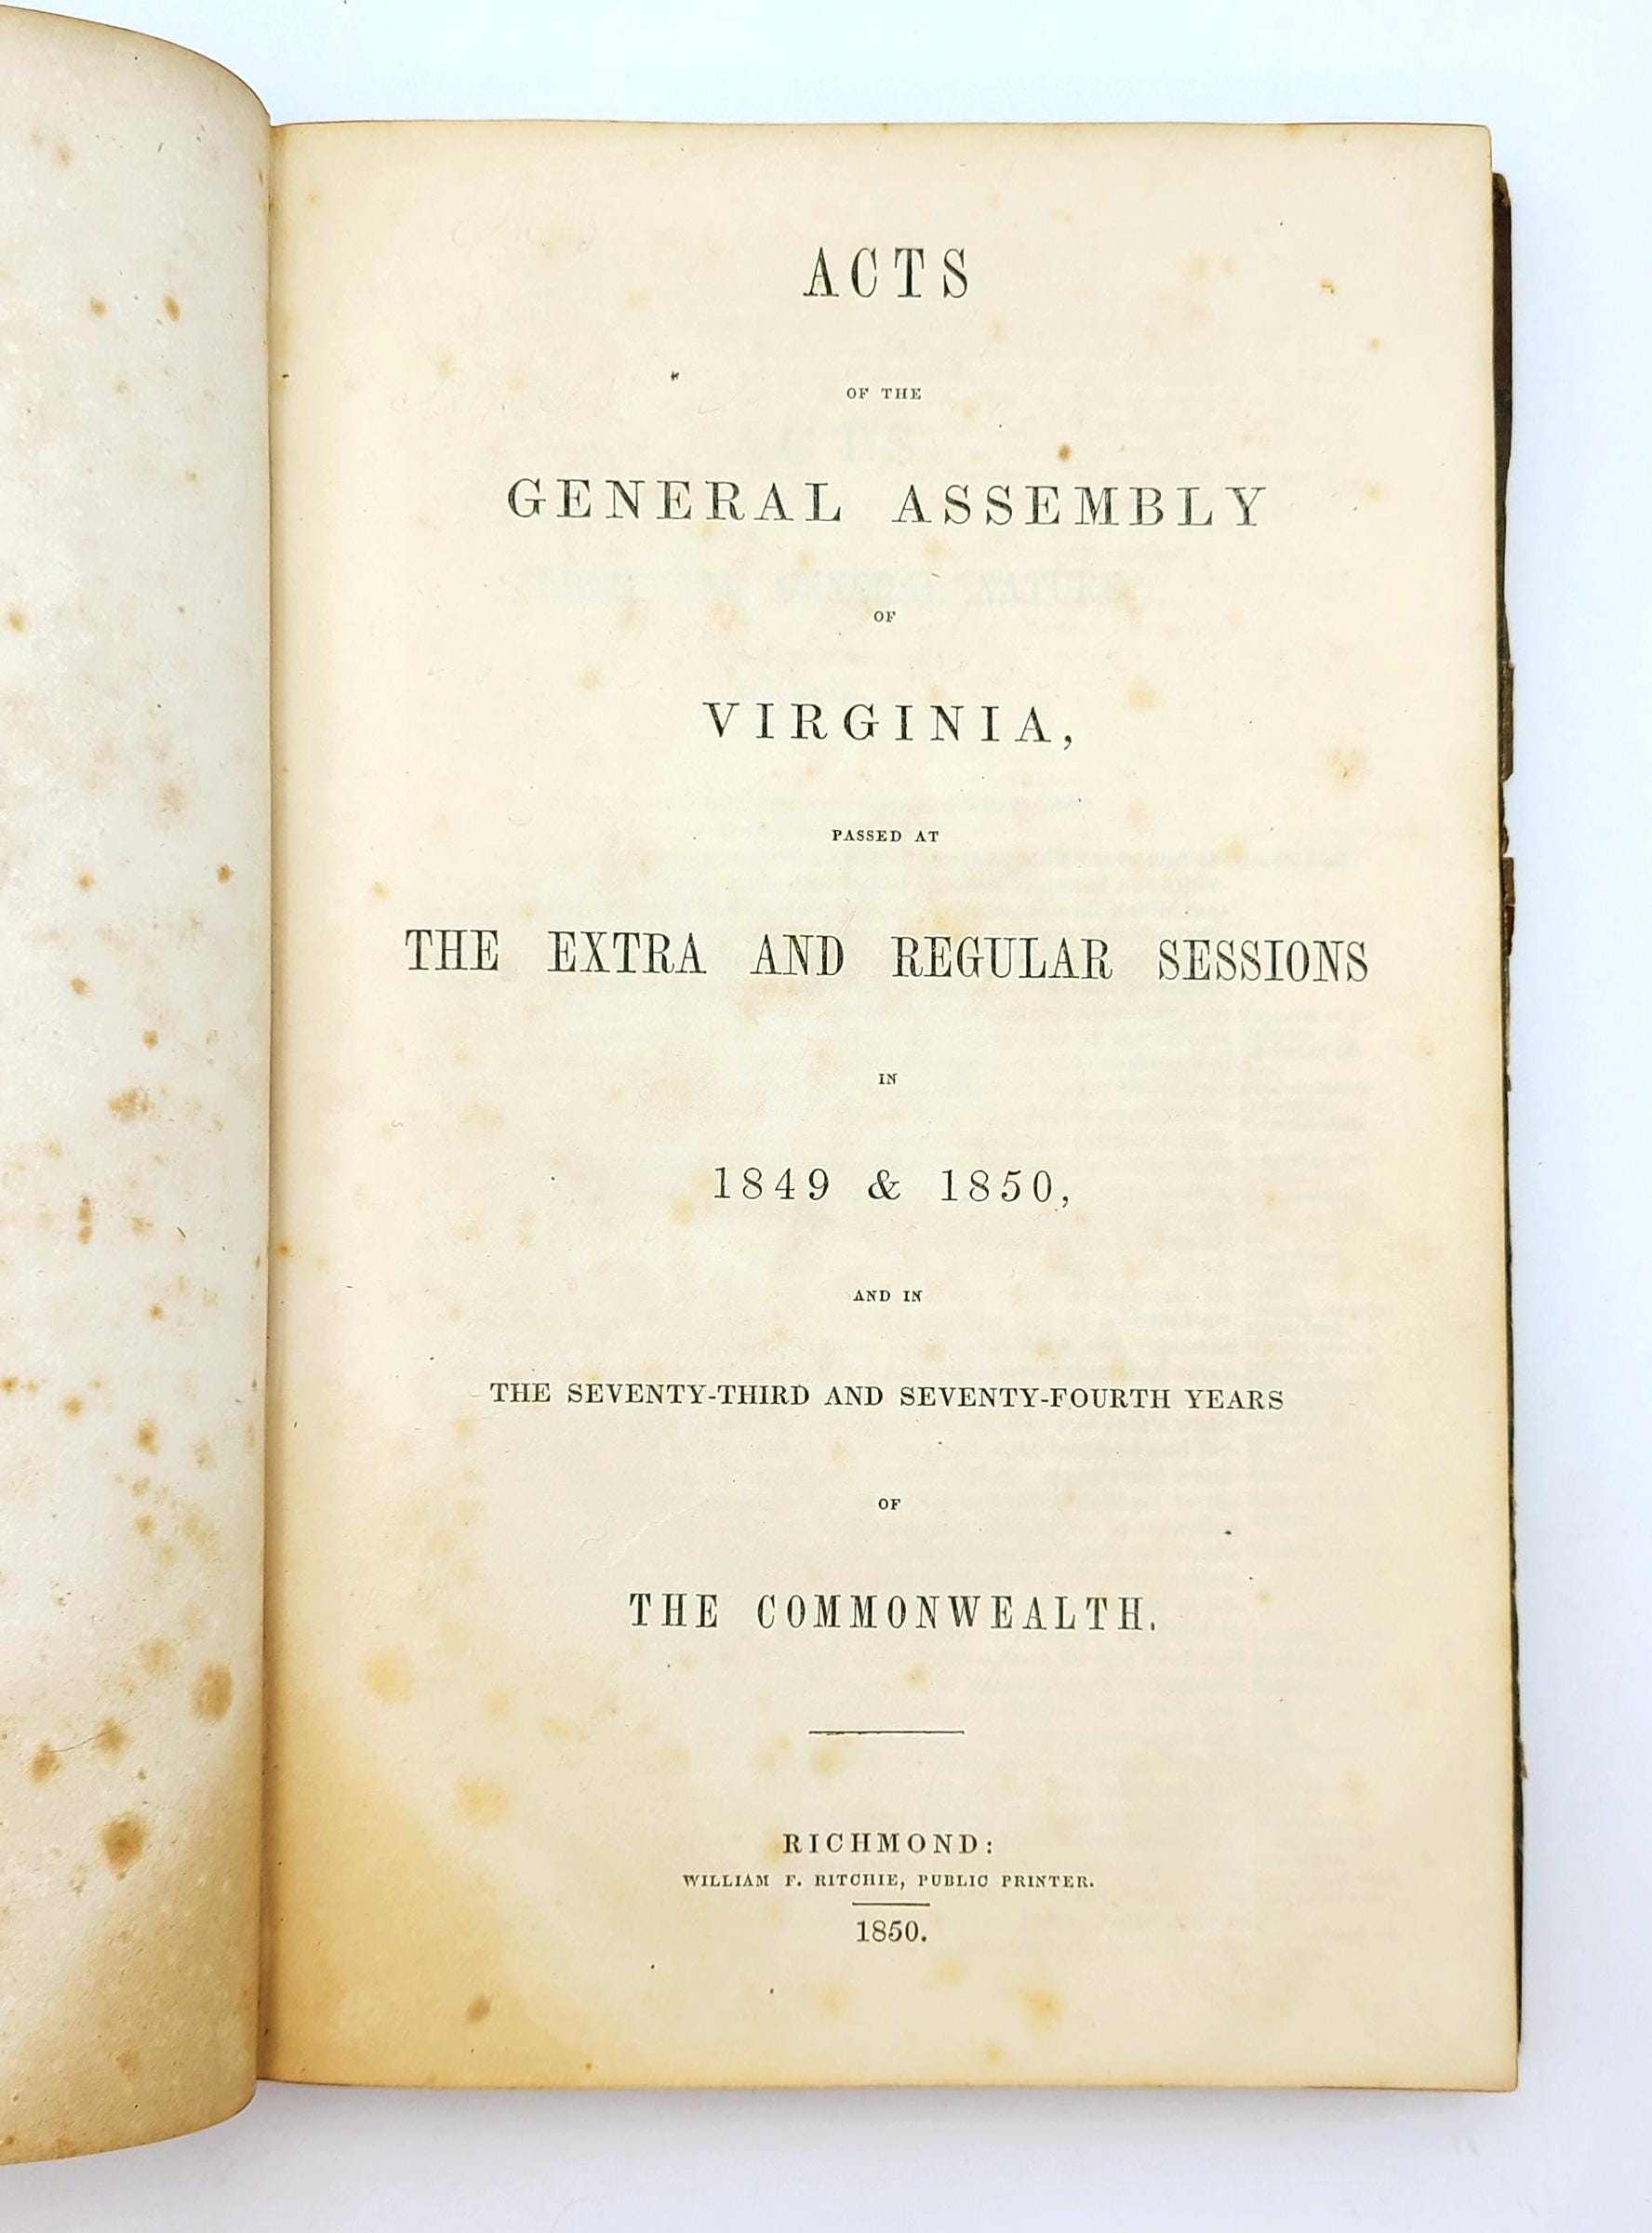 ACTS
OF THE
GENERAL ASSEMBLY
OF
VIRGINIA,
PASSED AT
THE EXTRA AND REGULAR SESSIONS
IN
1849 & 1850,
AND IN
THE SEVENTY-THIRD AND SEVENTY-FOURTH YEARS
OF
THE COMMONWEALTH.
RICHMOND:
WILLIAM F. RITCHIE, PUBLIC PRINTER.
1850.